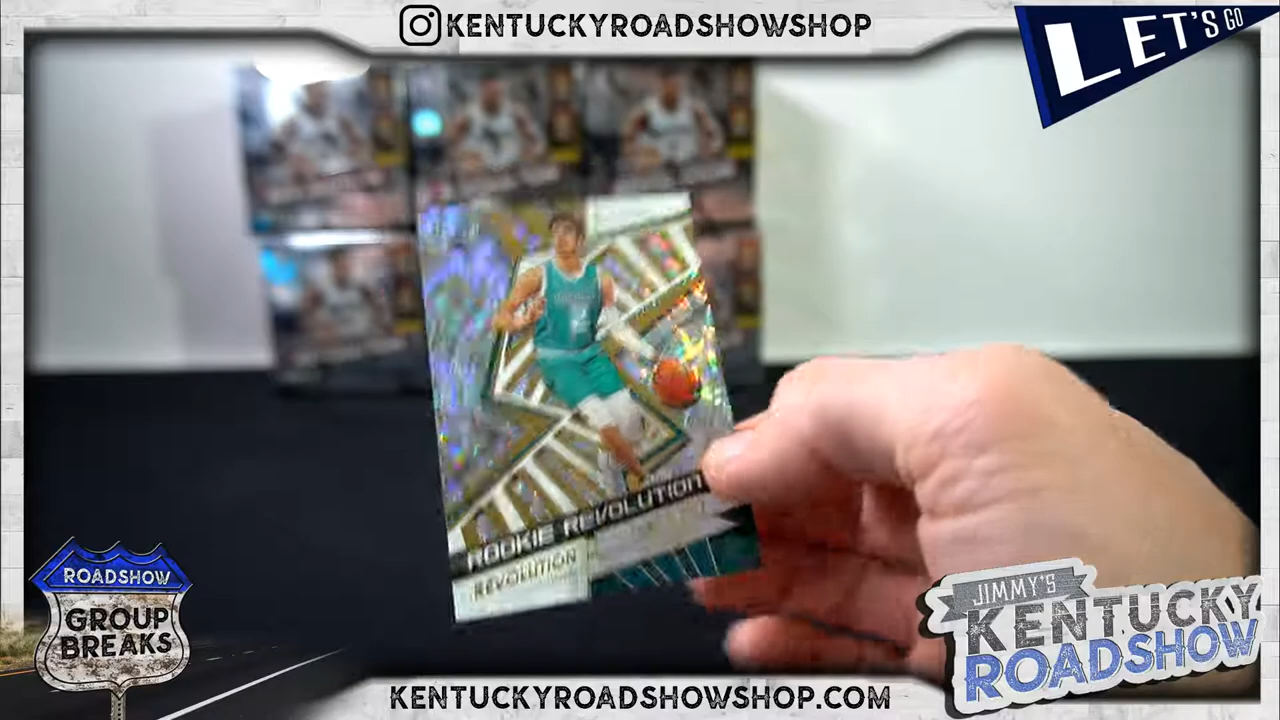 KENTUCKYROADSHOWSHOP
LET'S GO
ROOKIE REVOLUTION
REVOLUTION
ROADSHOW
GROUP
BREAKS
JIMMY'S
KENTUCKY
ROADSHOW
KENTUCKYROADSHOWSHOP.COM